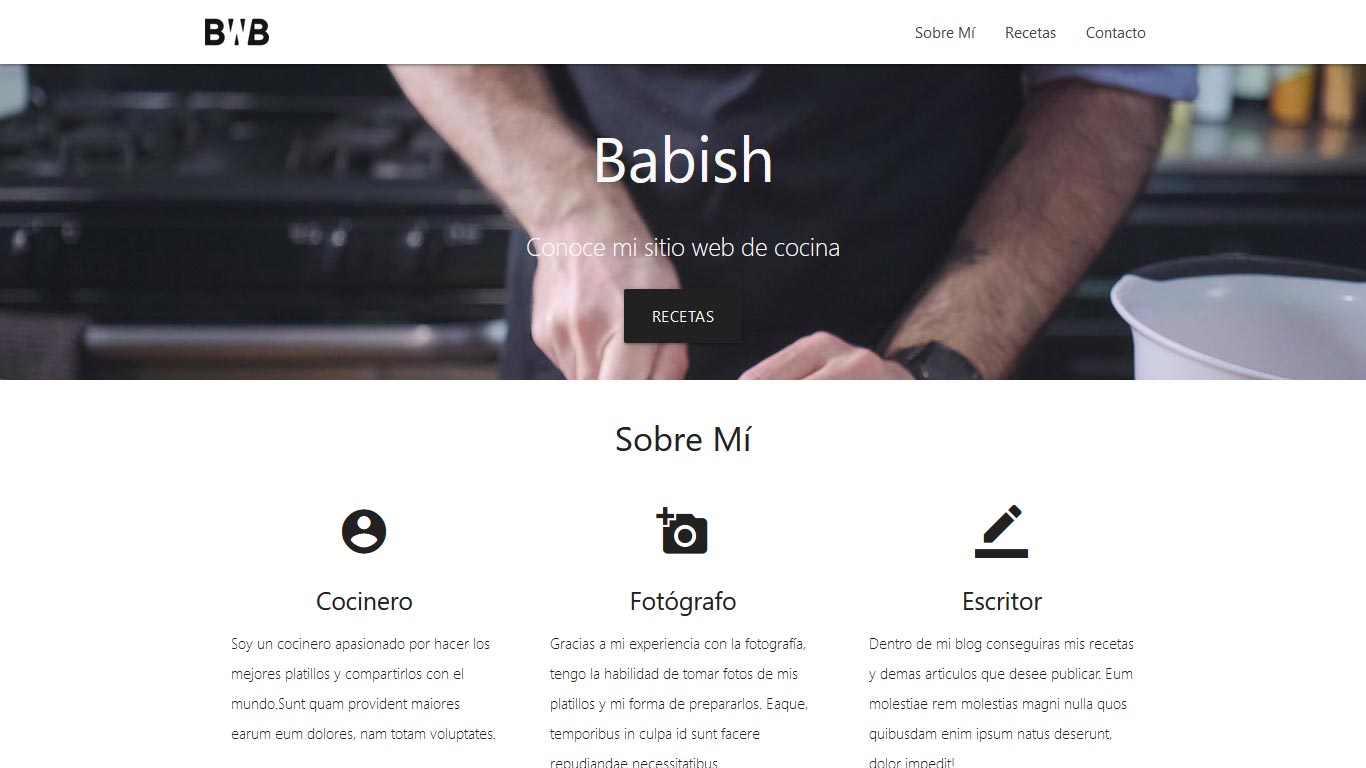 BWB
Sobre Mí Recetas Contacto
Babish
Conoce mi sitio web de cocina
RECETAS
Sobre Mí
Cocinero
Soy un cocinero apasionado por hacer los
mejores platillos y compartirlos con el
mundo.Sunt quam provident maiores
earum eum dolores, nam totam voluptates.
Fotógrafo
Gracias a mi experiencia con la fotografía,
tengo la habilidad de tomar fotos de mis
platillos y mi forma de prepararlos. Eaque,
temporibus in culpa id sunt facere
repudiandae necessitatibus
Escritor
Dentro de mi blog conseguiras mis recetas
y demas articulos que desee publicar. Eum
molestiae rem molestias magni nulla quos
quibusdam enim ipsum natus deserunt,
dolor impedit!